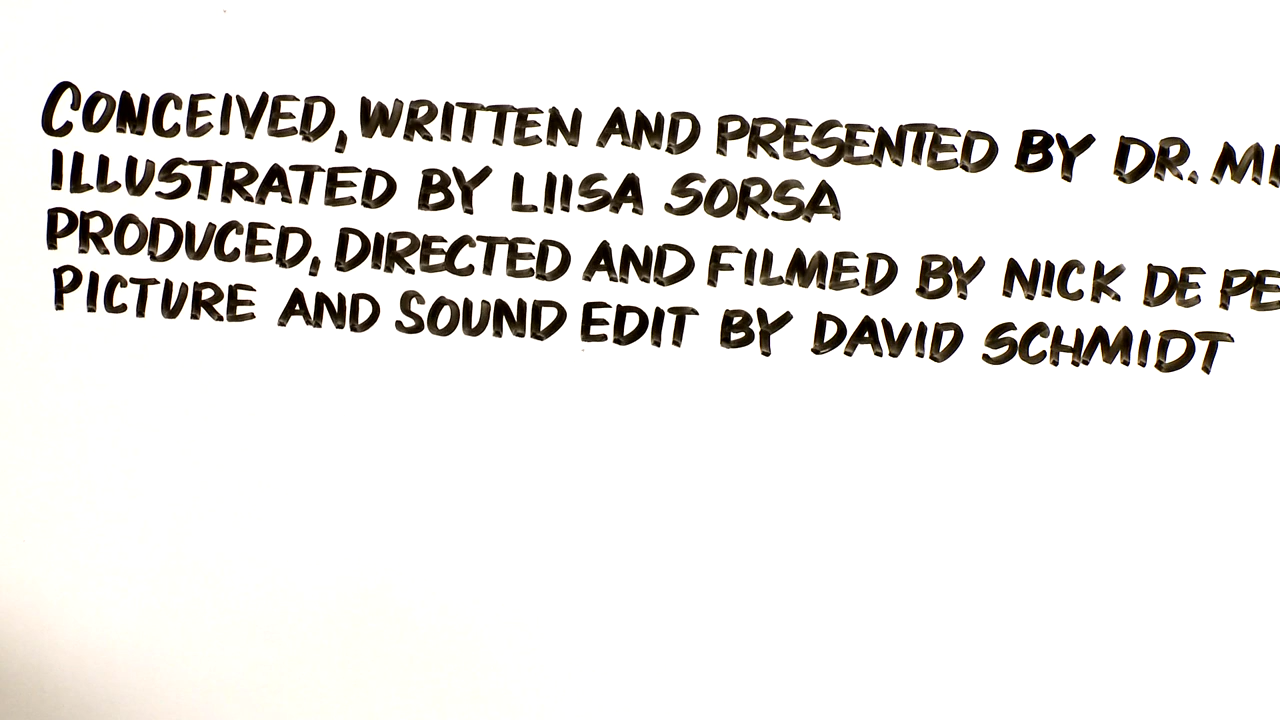 CONCEIVED, WRITTEN AND PRESENTED BY DR.
ILLUSTRATED BY LIISA SORSA
PRODUCED, DIRECTED AND FILMED BY NICK DE
PICTURE AND SOUND EDIT BY DAVID SCHMIDT